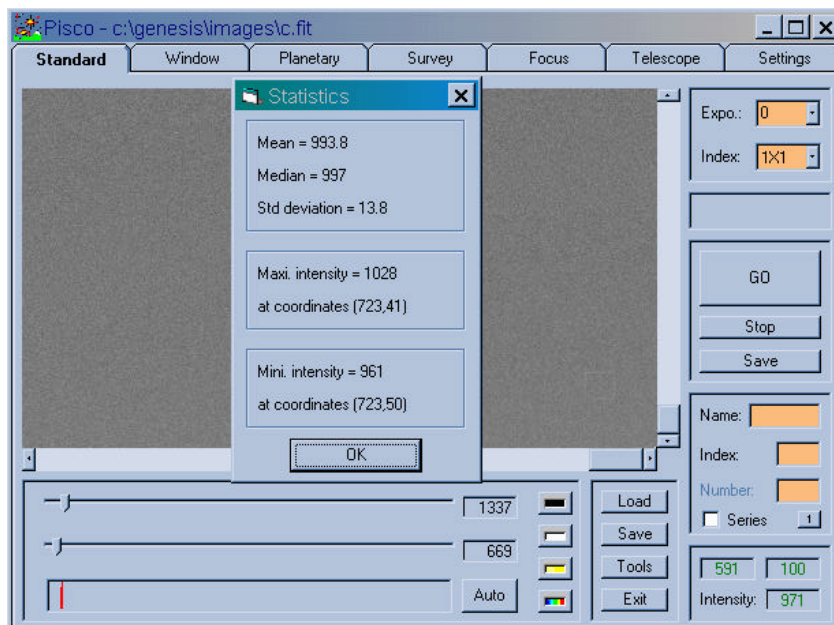 Pisco - c:\genesis\images\c.fit
Standard Window Planetary Survey Focus Telescope Settings
Statistics
Mean = 993.8
Median = 997
Std deviation = 13.8
Maxi. intensity = 1028
at coordinates (723,41)
Mini. intensity = 961
at coordinates (723,50)
OK
Expo.: 0
Index: 1X1
GO
Stop
Save
Name:
Index:
Number:
Series 1
1337
669
Auto
Load
Save
Tools
Exit
591 100
Intensity: 971